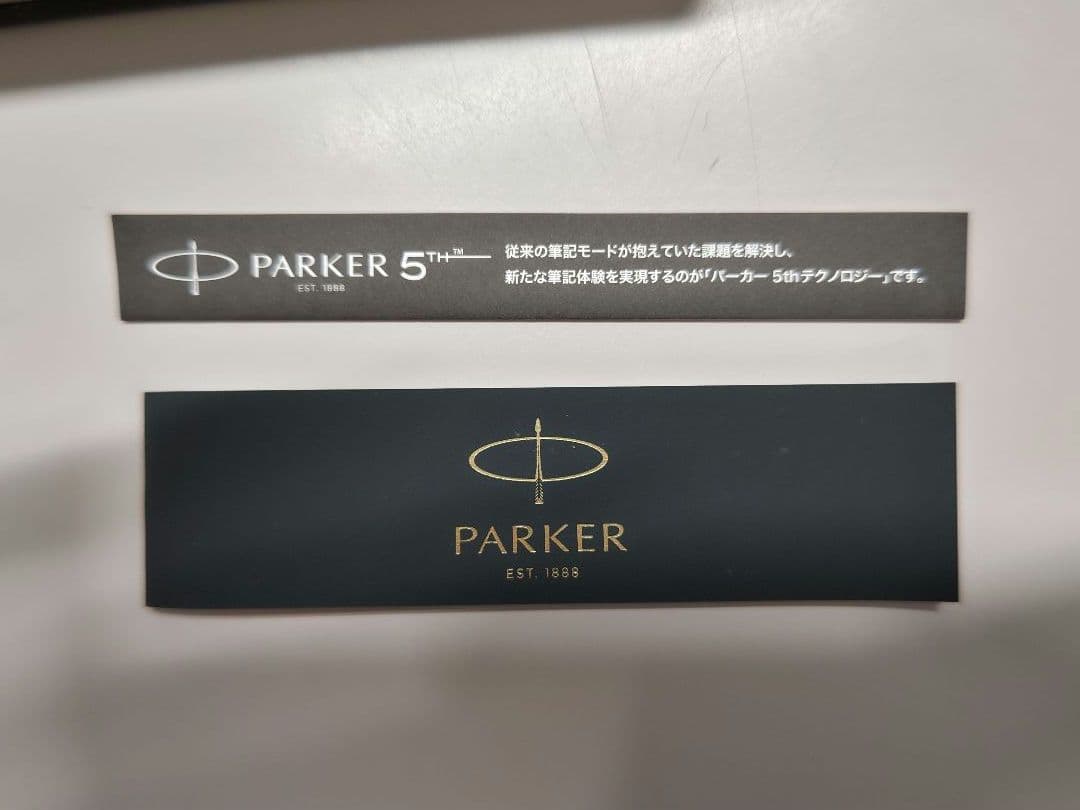 PARKER 5TH™
EST. 1888
従来の筆記モードが抱えていた課題を解決し、
新たな筆記体験を実現するのが「パーカー 5thテクノロジー」です。
PARKER
EST. 1888